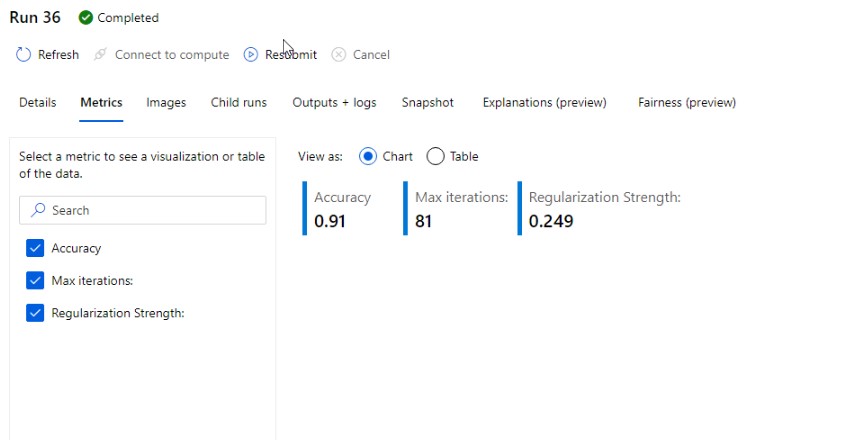 Run 36 Completed
Refresh Connect to compute Resubmit Cancel
Details Metrics Images Child runs Outputs + logs Snapshot Explanations (preview) Fairness (preview)
Select a metric to see a visualization or table
of the data.
Search
Accuracy
Max iterations:
Regularization Strength:
View as: Chart Table
Accuracy
0.91
Max iterations:
81
Regularization Strength:
0.249